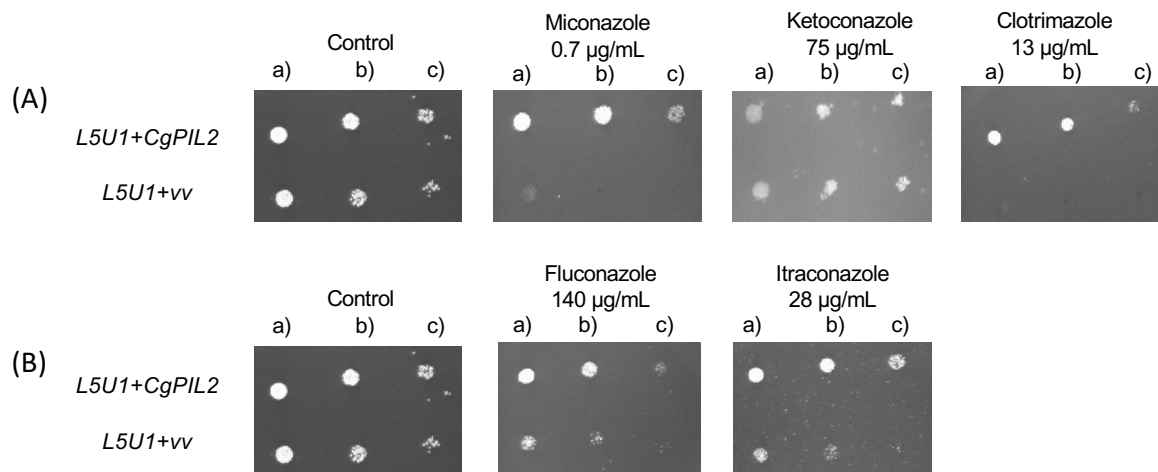 Control Miconazole Ketoconazole Clotrimazole
0.7 µg/mL 75 µg/mL 13 µg/mL
a) b) c) a) b) c) a) b) c) a) b) c)
(A)
L5U1+CgPIL2
L5U1+vv
Control Fluconazole Itraconazole
140 µg/mL 28 µg/mL
a) b) c) a) b) c) a) b) c)
(B)
L5U1+CgPIL2
L5U1+vv